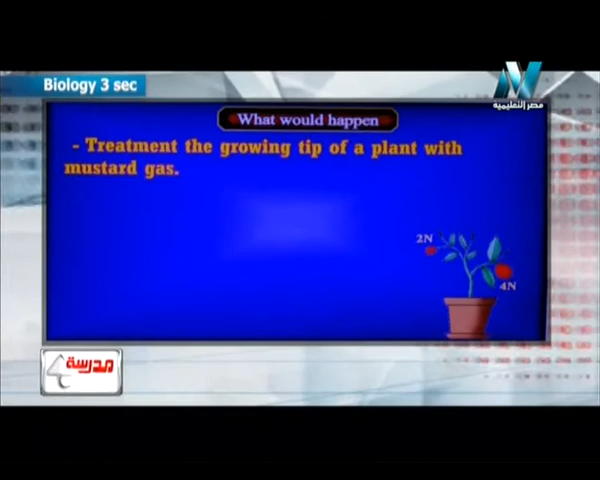 Biology 3 sec
مصر التعليمية
What would happen
- Treatment the growing tip of a plant with
mustard gas.
2N
4N
مدرسة